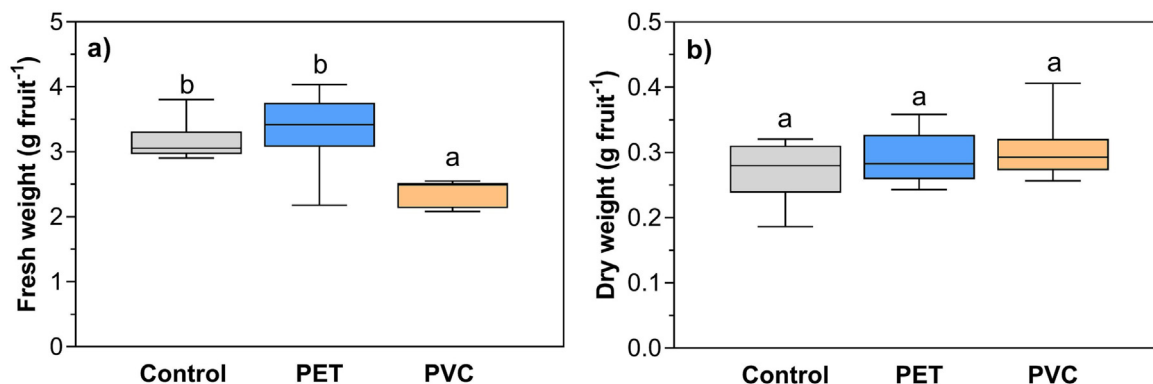 a)
Fresh weight (g fruit⁻¹)
5
4
3
2
1
0
b
b
a
Control PET PVC
b)
Dry weight (g fruit⁻¹)
0.5
0.4
0.3
0.2
0.1
0.0
a
a
a
Control PET PVC